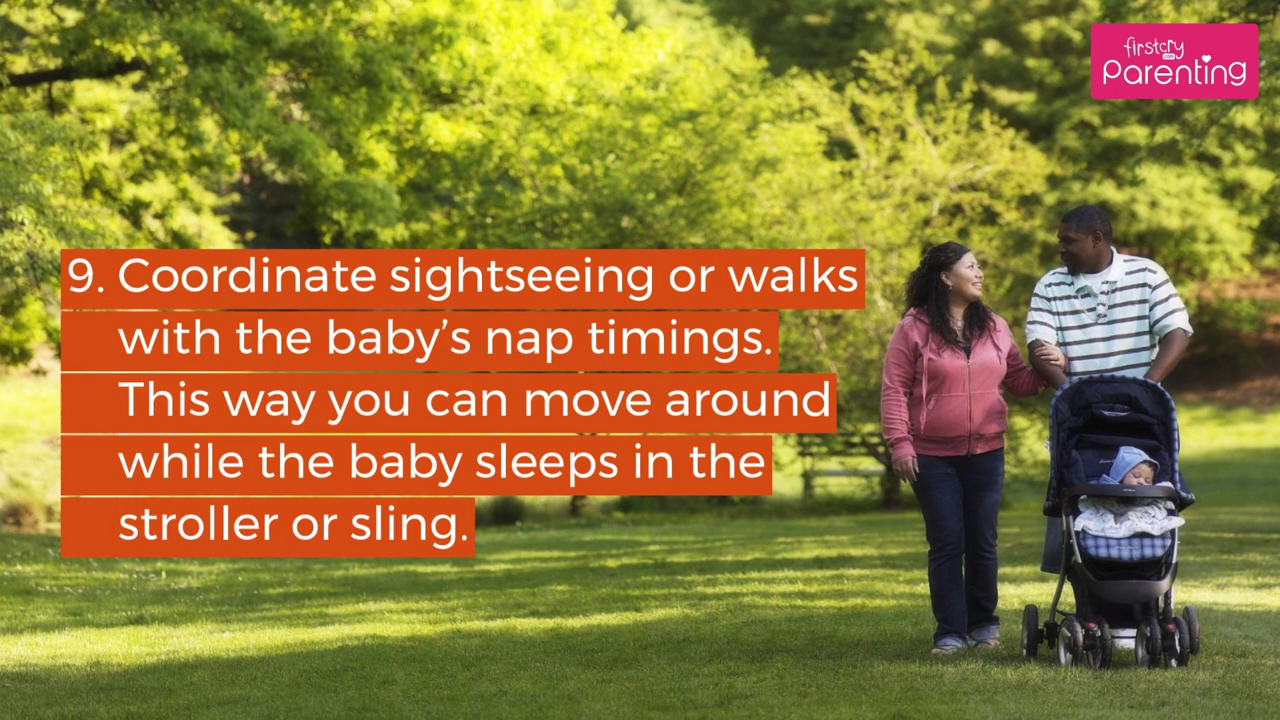 firstcry
.com
Parenting
9. Coordinate sightseeing or walks
with the baby’s nap timings.
This way you can move around
while the baby sleeps in the
stroller or sling.